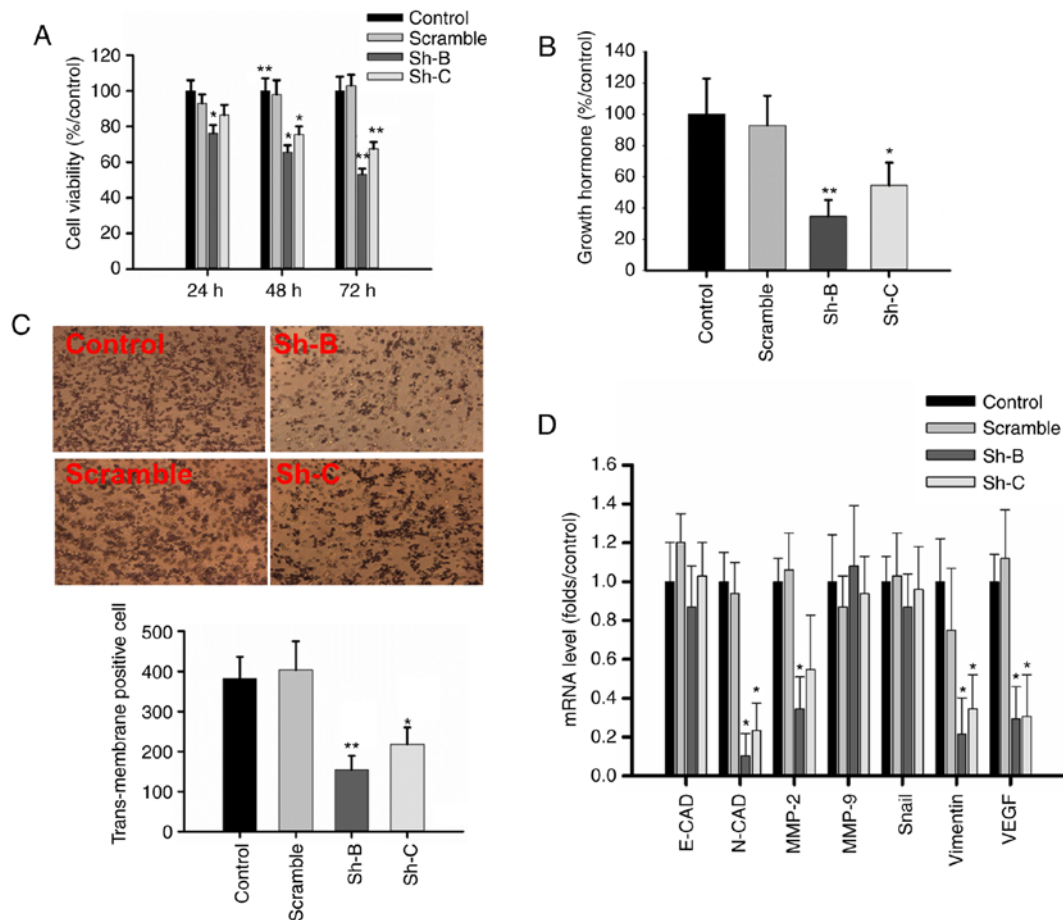 A
Control
Scramble
Sh-B
Sh-C
Cell viability (%/control)
120
100
80
60
40
20
0
**
*
*
*
**
**
24 h
48 h
72 h
B
Growth hormone (%/control)
140
120
100
80
60
40
20
0
**
*
Control
Scramble
Sh-B
Sh-C
C
Control
Sh-B
Scramble
Sh-C
Trans-membrane positive cell
500
400
300
200
100
0
**
*
Control
Scramble
Sh-B
Sh-C
D
Control
Scramble
Sh-B
Sh-C
mRNA level (folds/control)
1.6
1.4
1.2
1.0
0.8
0.6
0.4
0.2
0.0
*
*
*
*
*
*
*
E-CAD
N-CAD
MMP-2
MMP-9
Snail
Vimentin
VEGF